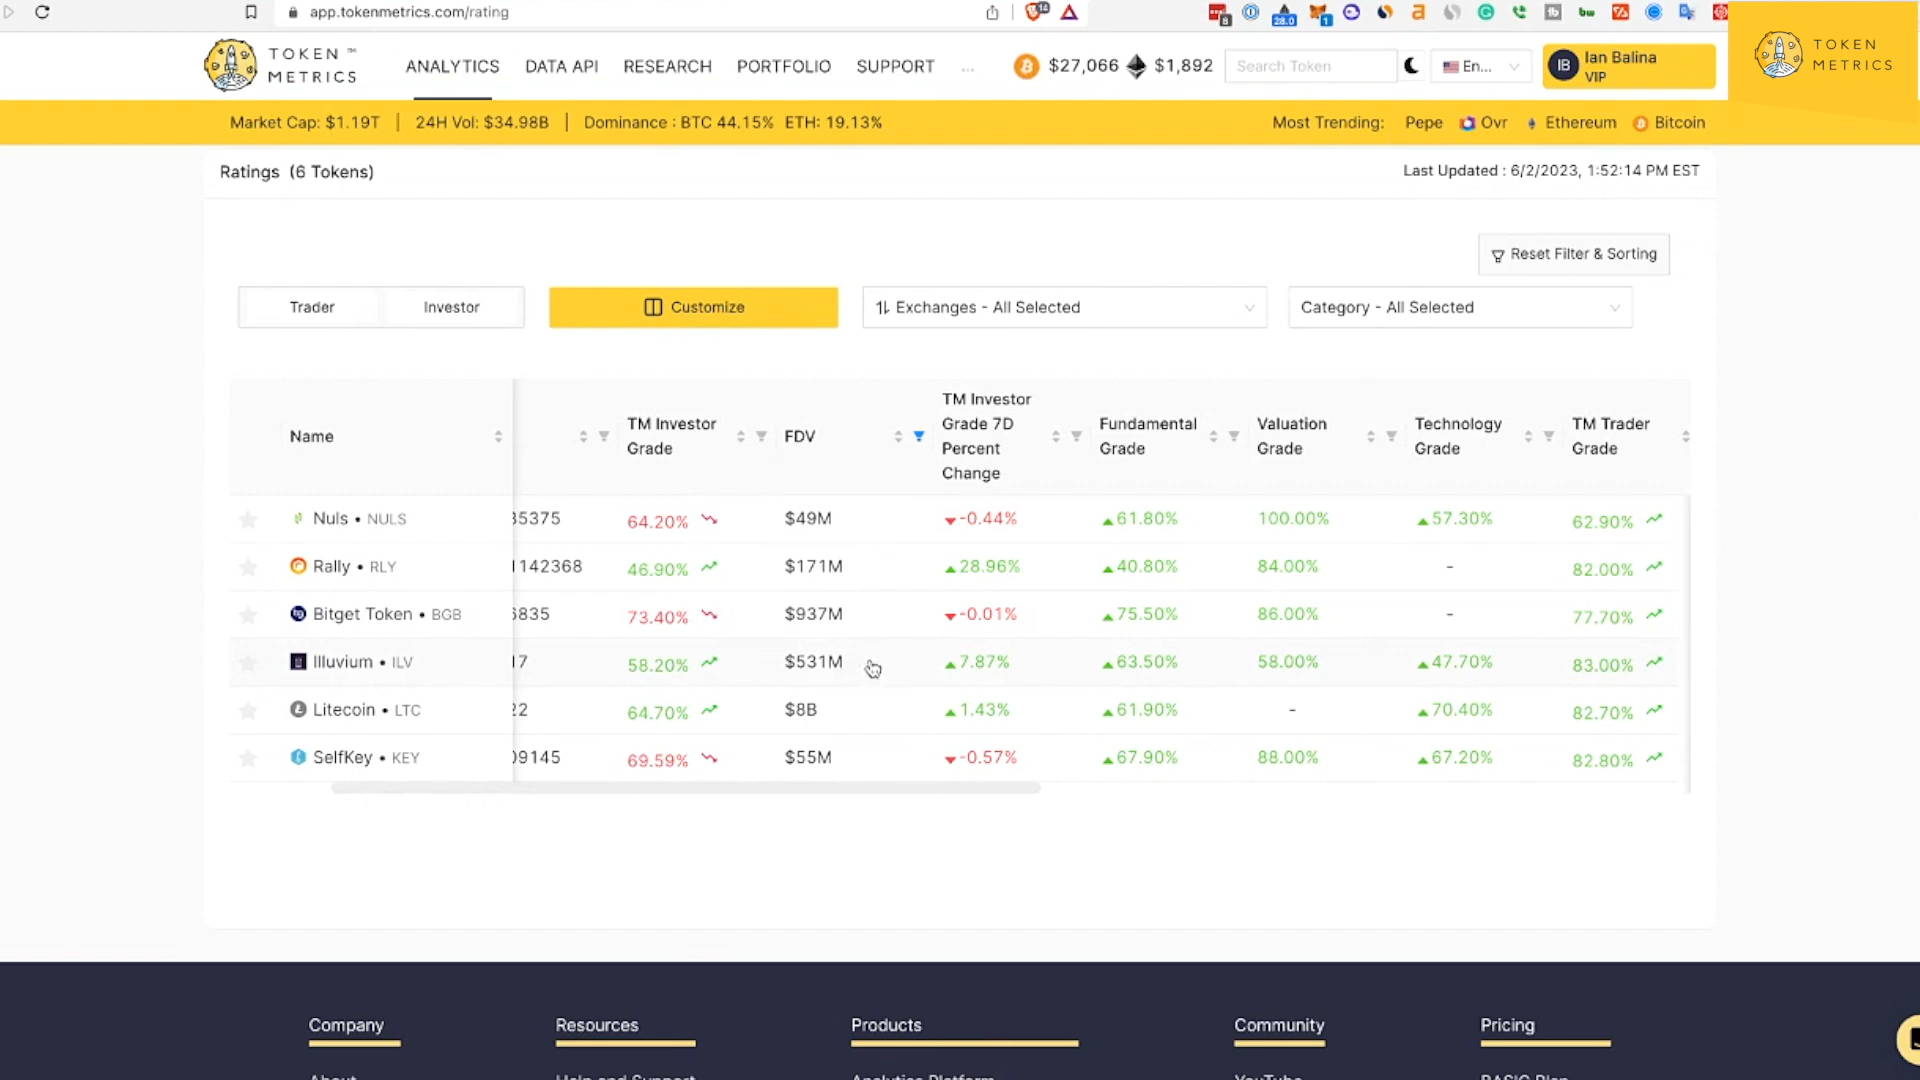 app.tokenmetrics.com/rating
TOKEN ™
METRICS
ANALYTICS DATA API RESEARCH PORTFOLIO SUPPORT ... $27,066 $1,892 Search Token En... IB Ian Balina
VIP
TOKEN
METRICS
Market Cap: $1.19T | 24H Vol: $34.98B | Dominance : BTC 44.15% ETH: 19.13% Most Trending: Pepe Ovr Ethereum Bitcoin
Ratings (6 Tokens) Last Updated : 6/2/2023, 1:52:14 PM EST
Reset Filter & Sorting
Trader Investor Customize Exchanges - All Selected Category - All Selected
Name TM Investor Grade FDV TM Investor Grade 7D Percent Change Fundamental Grade Valuation Grade Technology Grade TM Trader Grade
Nuls • NULS 35375 64.20% $49M -0.44% 61.80% 100.00% 57.30% 62.90%
Rally • RLY 1142368 46.90% $171M 28.96% 40.80% 84.00% - 82.00%
Bitget Token • BGB 6835 73.40% $937M -0.01% 75.50% 86.00% - 77.70%
Illuvium • ILV 17 58.20% $531M 7.87% 63.50% 58.00% 47.70% 83.00%
Litecoin • LTC 22 64.70% $8B 1.43% 61.90% - 70.40% 82.70%
SelfKey • KEY 09145 69.59% $55M -0.57% 67.90% 88.00% 67.20% 82.80%
Company Resources Products Community Pricing